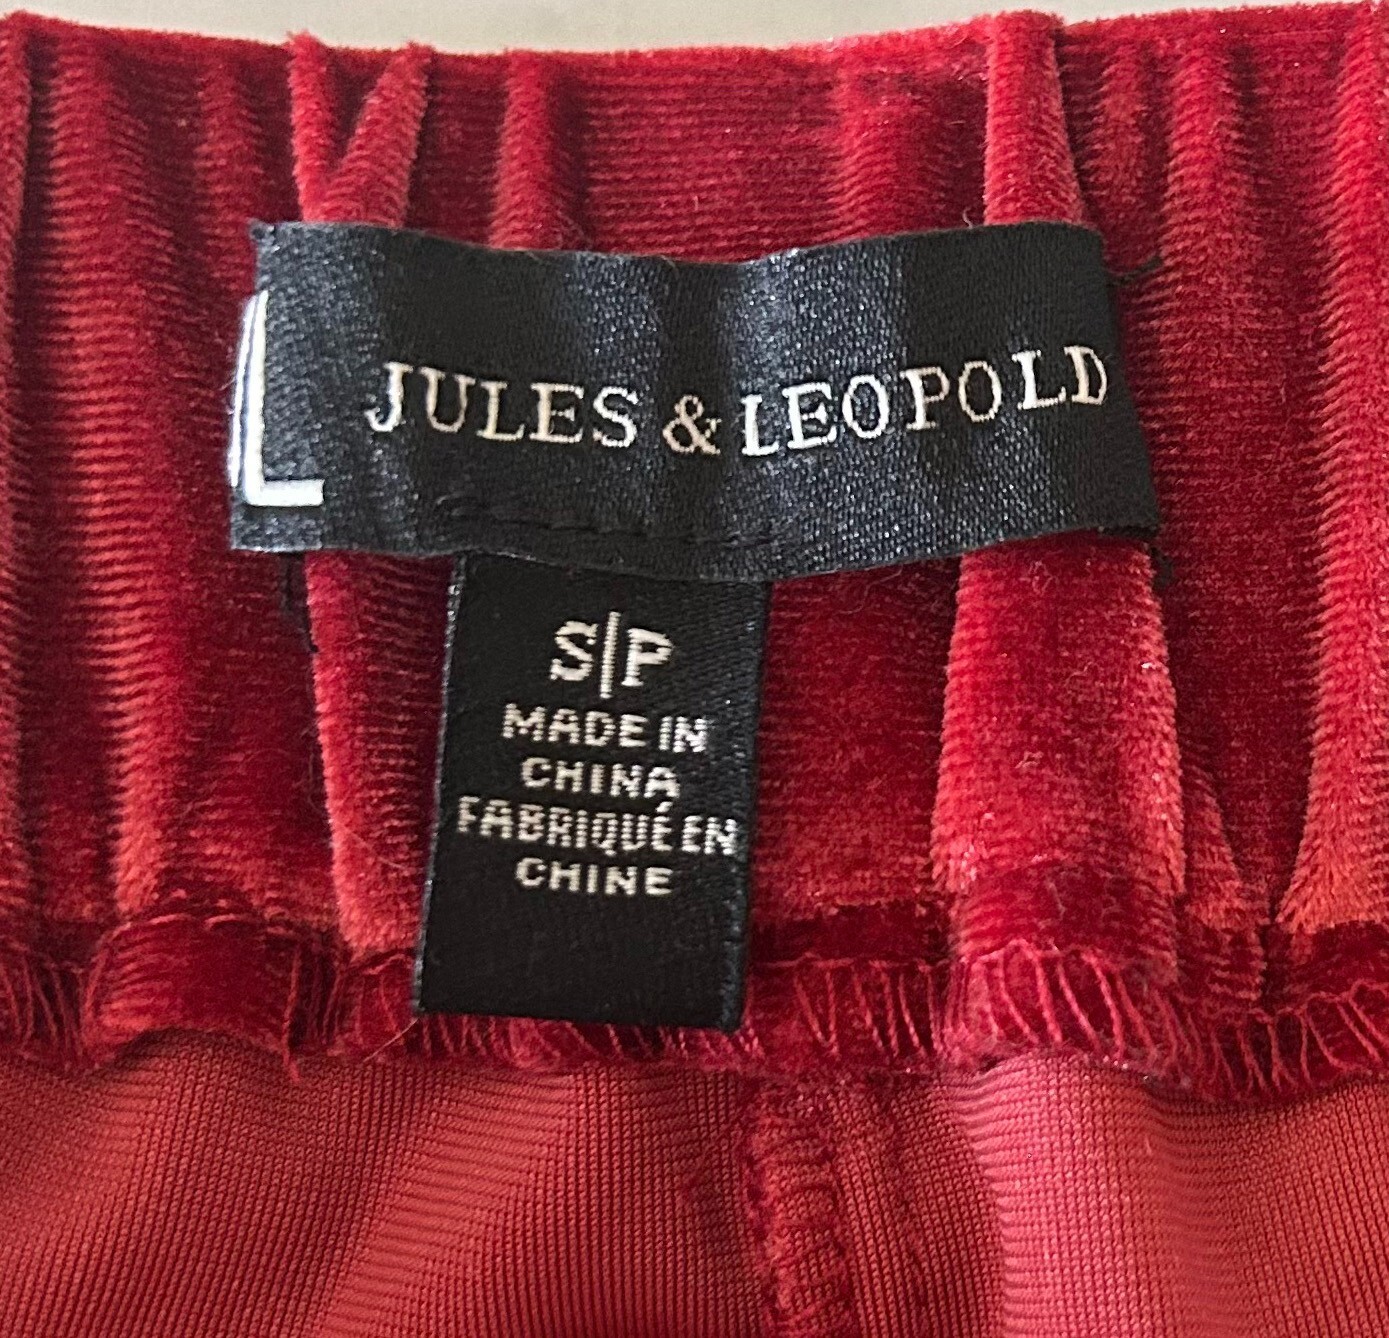 L JULES & LEOPOLD
S|P
MADE IN
CHINA
FABRIQUÉ EN
CHINE